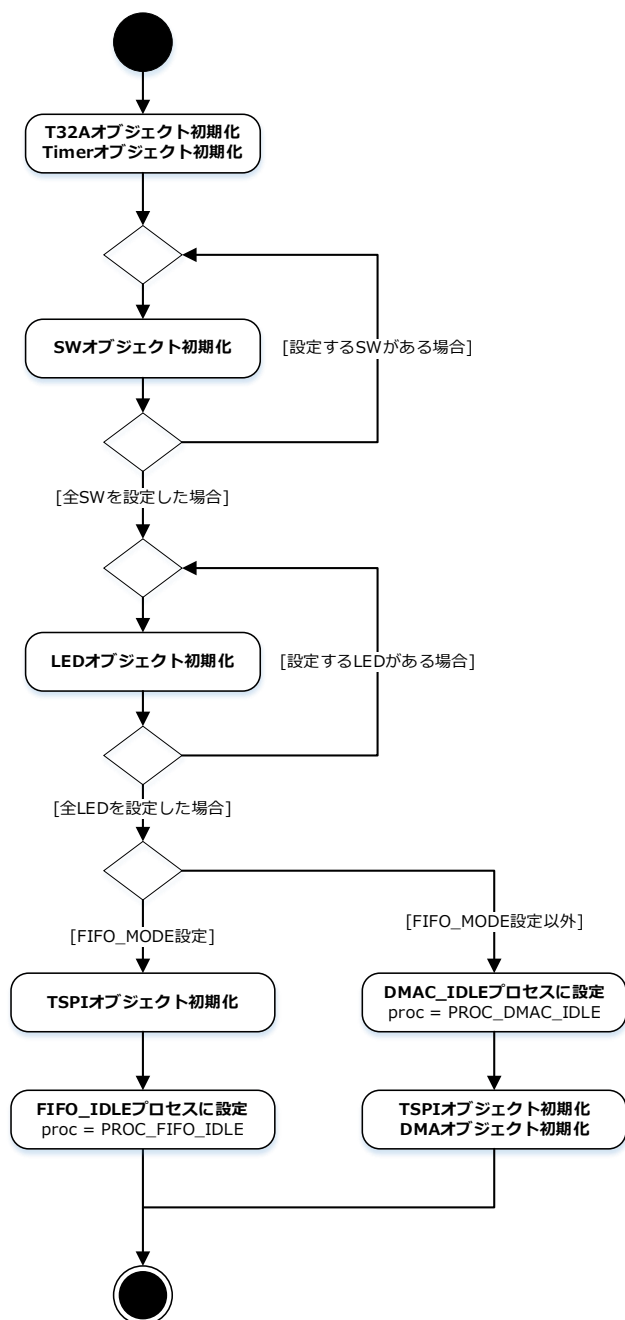 T32Aオブジェクト初期化
Timerオブジェクト初期化
SWオブジェクト初期化
[設定するSWがある場合]
[全SWを設定した場合]
LEDオブジェクト初期化
[設定するLEDがある場合]
[全LEDを設定した場合]
[FIFO_MODE設定]
[FIFO_MODE設定以外]
TSPIオブジェクト初期化
DMAC_IDLEプロセスに設定
proc = PROC_DMAC_IDLE
FIFO_IDLEプロセスに設定
proc = PROC_FIFO_IDLE
TSPIオブジェクト初期化
DMAオブジェクト初期化